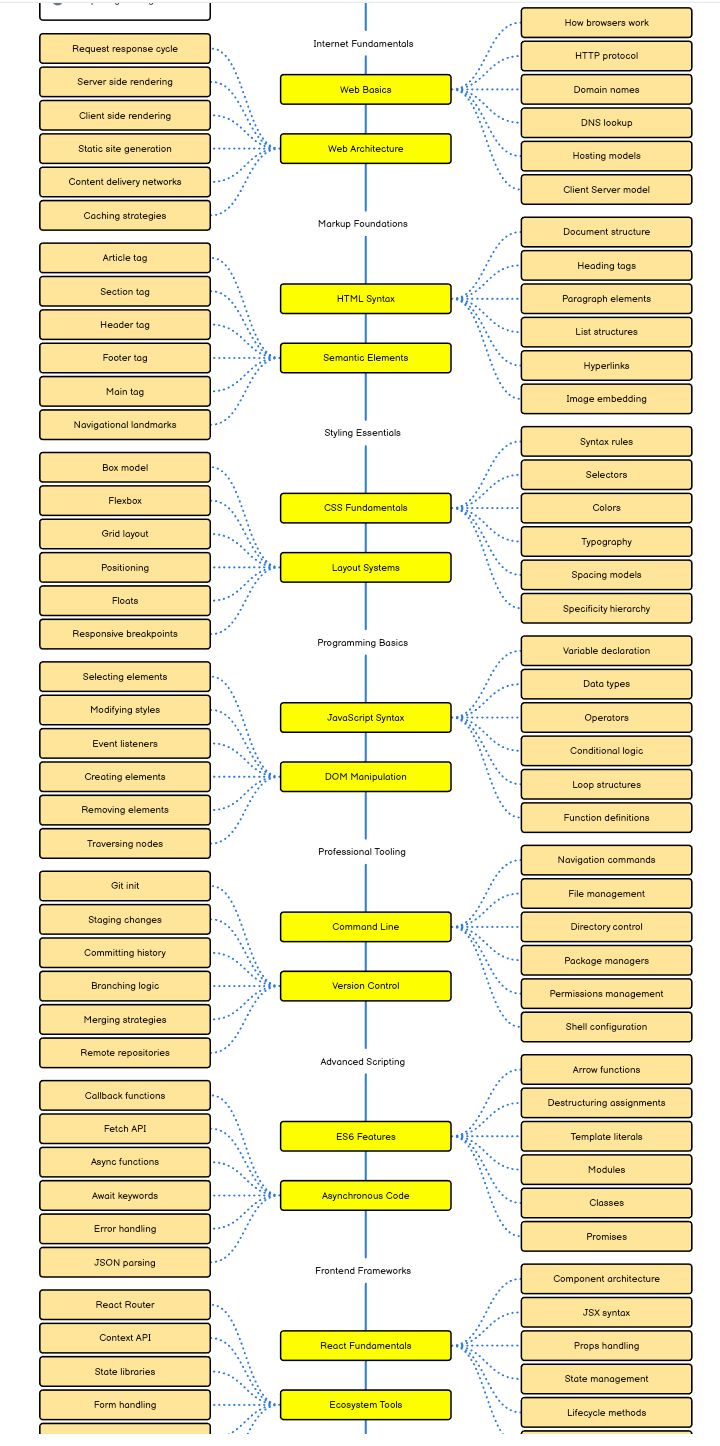 Internet Fundamentals
Web Basics
How browsers work
HTTP protocol
Domain names
DNS lookup
Hosting models
Client Server model
Web Architecture
Request response cycle
Server side rendering
Client side rendering
Static site generation
Content delivery networks
Caching strategies
Markup Foundations
HTML Syntax
Document structure
Heading tags
Paragraph elements
List structures
Hyperlinks
Image embedding
Semantic Elements
Article tag
Section tag
Header tag
Footer tag
Main tag
Navigational landmarks
Styling Essentials
CSS Fundamentals
Syntax rules
Selectors
Colors
Typography
Spacing models
Specificity hierarchy
Layout Systems
Box model
Flexbox
Grid layout
Positioning
Floats
Responsive breakpoints
Programming Basics
JavaScript Syntax
Variable declaration
Data types
Operators
Conditional logic
Loop structures
Function definitions
DOM Manipulation
Selecting elements
Modifying styles
Event listeners
Creating elements
Removing elements
Traversing nodes
Professional Tooling
Command Line
Navigation commands
File management
Directory control
Package managers
Permissions management
Shell configuration
Version Control
Git init
Staging changes
Committing history
Branching logic
Merging strategies
Remote repositories
Advanced Scripting
ES6 Features
Arrow functions
Destructuring assignments
Template literals
Modules
Classes
Promises
Asynchronous Code
Callback functions
Fetch API
Async functions
Await keywords
Error handling
JSON parsing
Frontend Frameworks
React Fundamentals
Component architecture
JSX syntax
Props handling
State management
Lifecycle methods
Ecosystem Tools
React Router
Context API
State libraries
Form handling